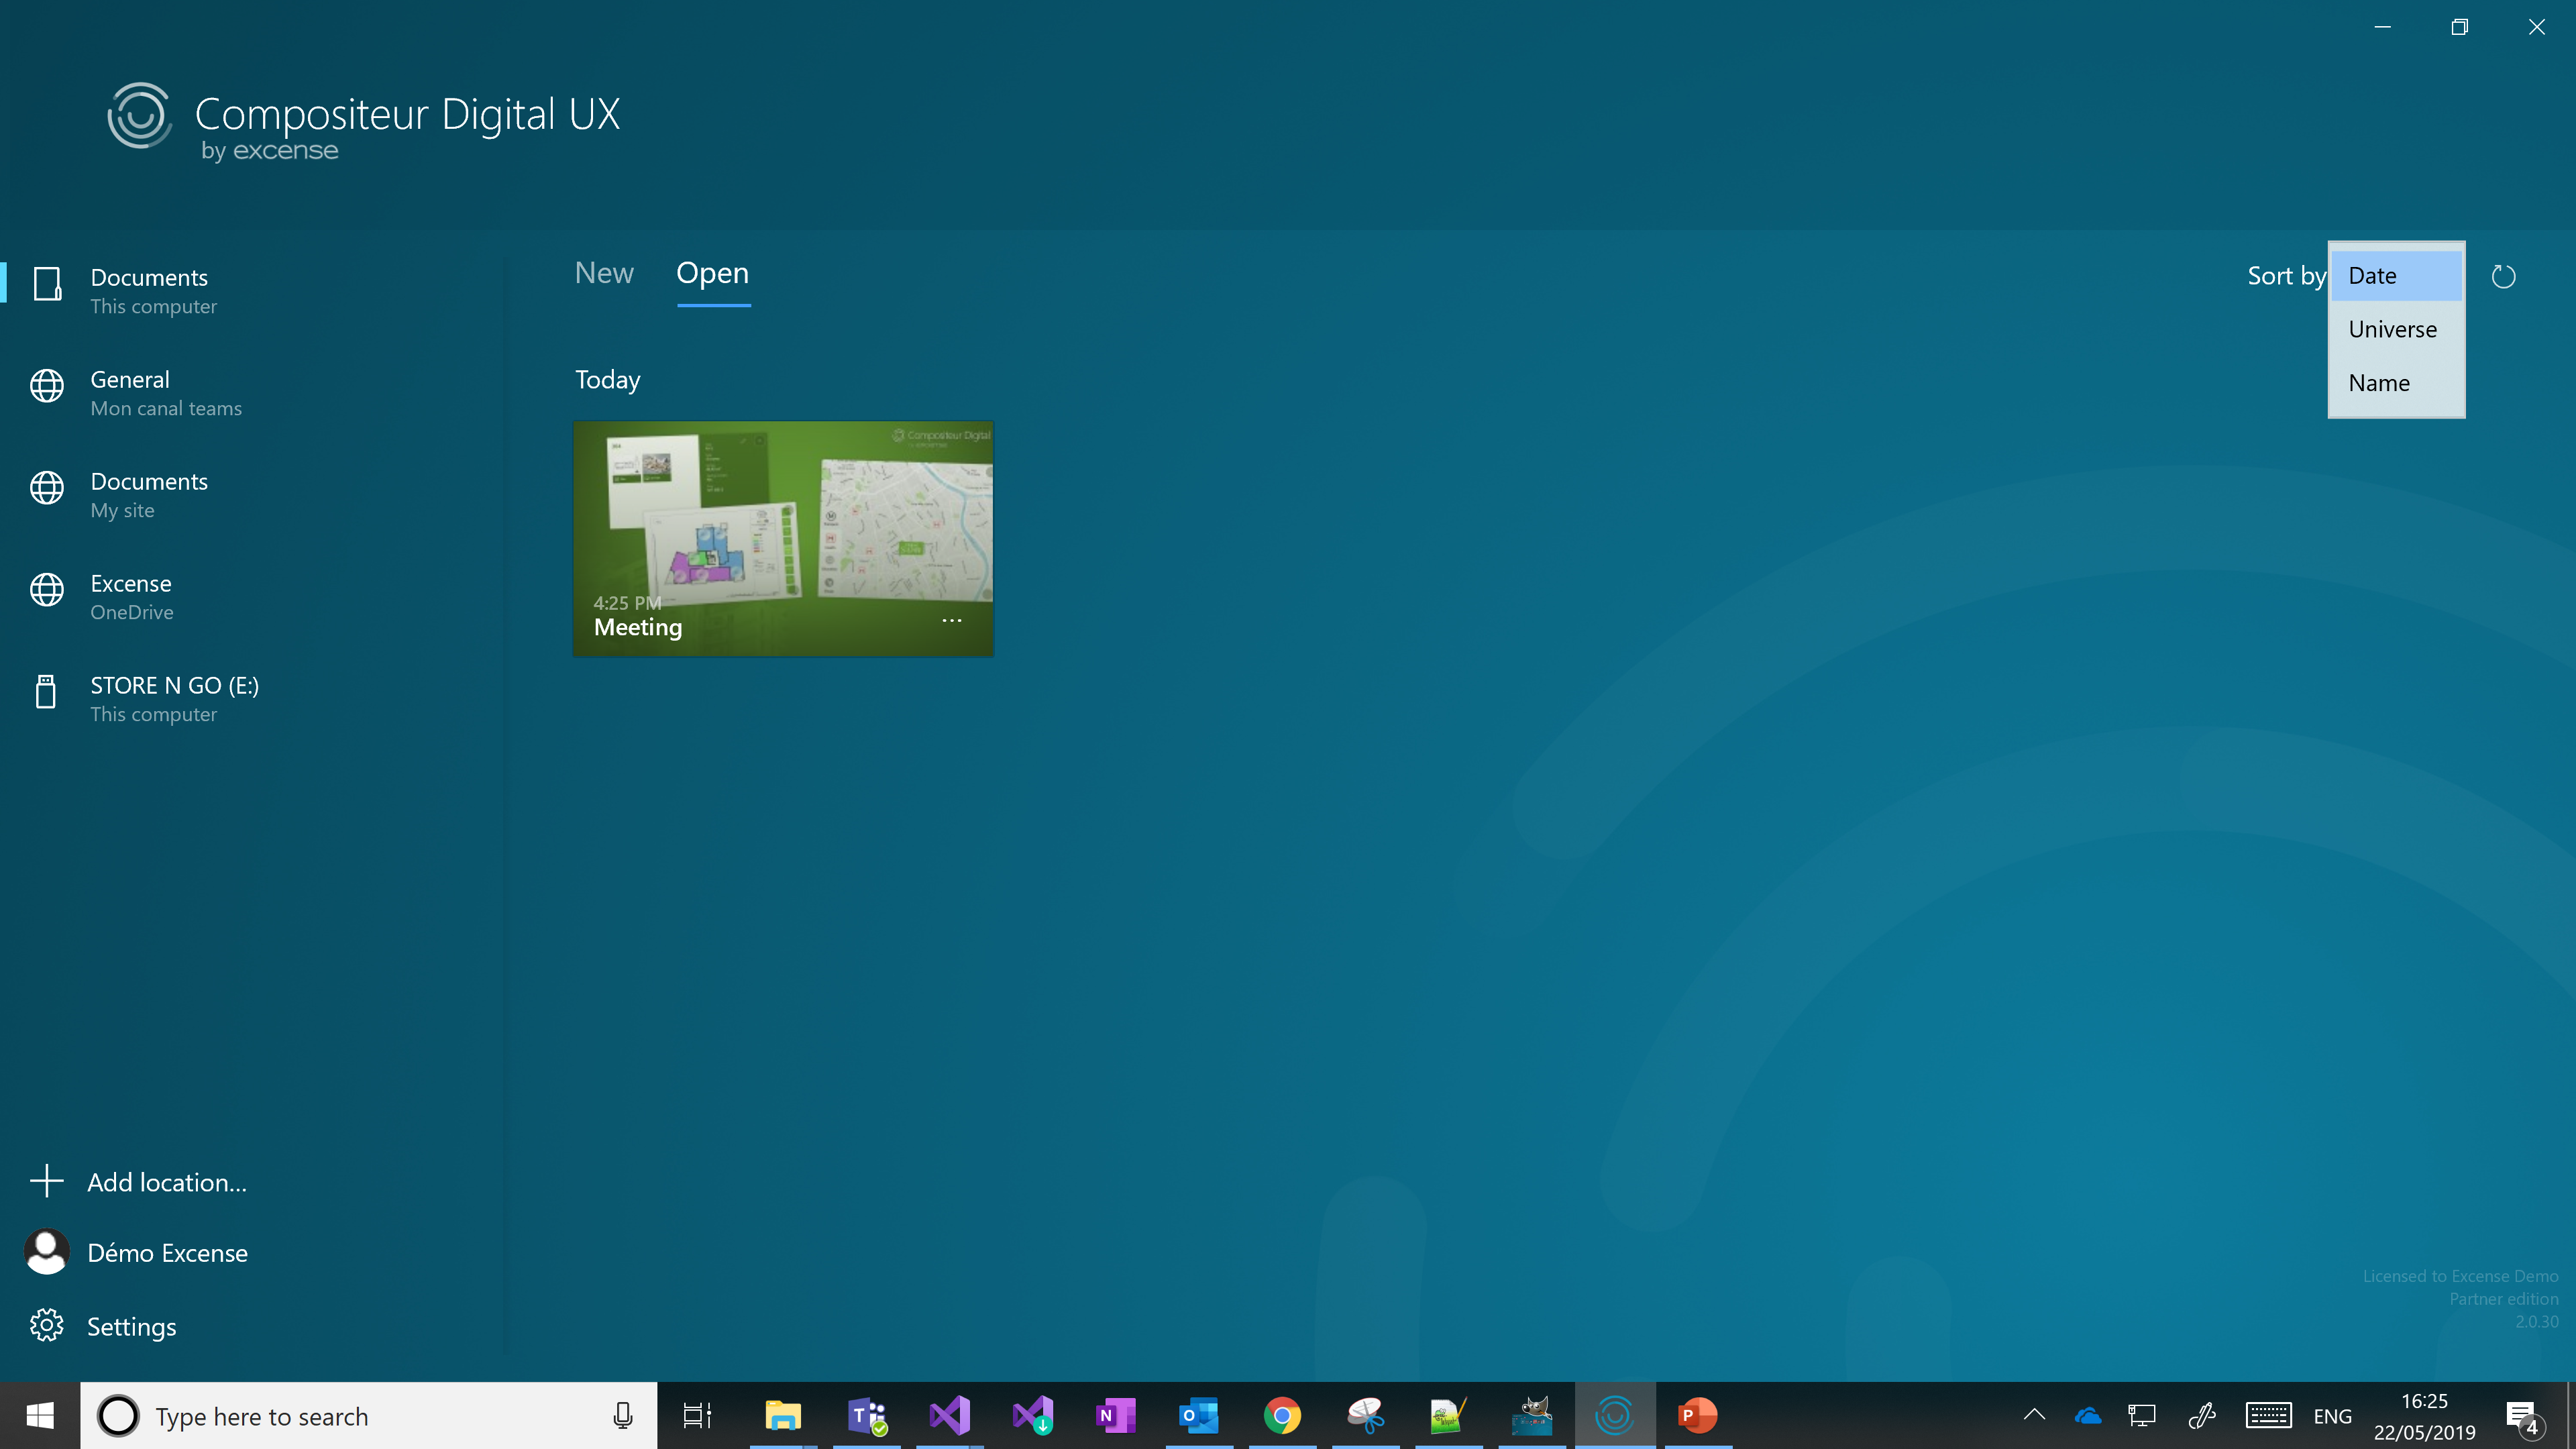 Compositeur Digital UX
by excense
Documents
This computer
General
Mon canal teams
Documents
My site
Excense
OneDrive
STORE N GO (E:)
This computer
Add location...
Démo Excense
Settings
New
Open
Sort by
Date
Universe
Name
Today
Compositeur Digital
4:25 PM
Meeting
...
Licensed to Excense Demo
Partner edition
2.0.30
Type here to search
ENG
16:25
22/05/2019
4